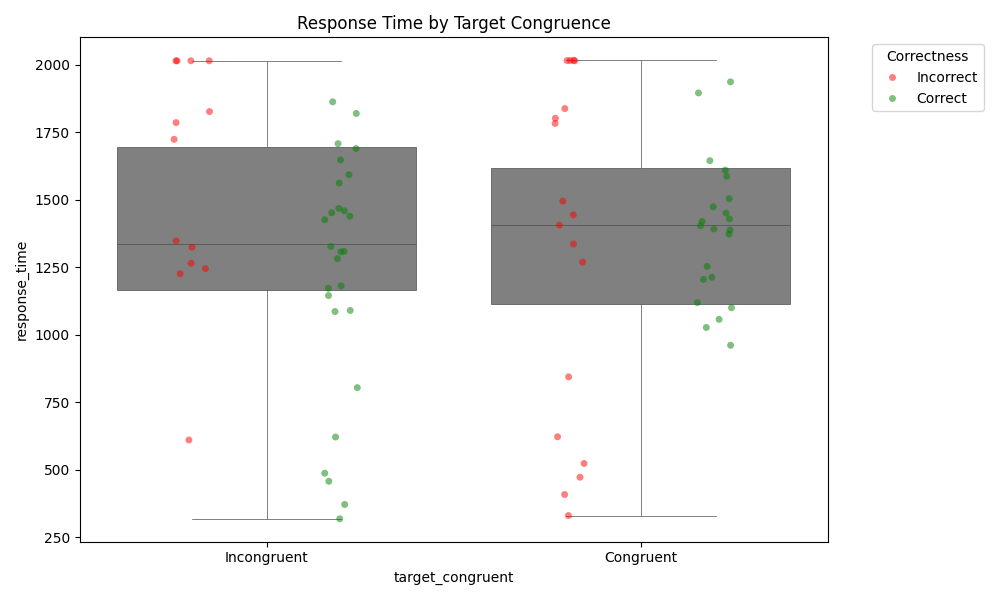 Response Time by Target Congruence
Correctness
Incorrect
Correct
response_time
2000
1750
1500
1250
1000
750
500
250
Incongruent
Congruent
target_congruent